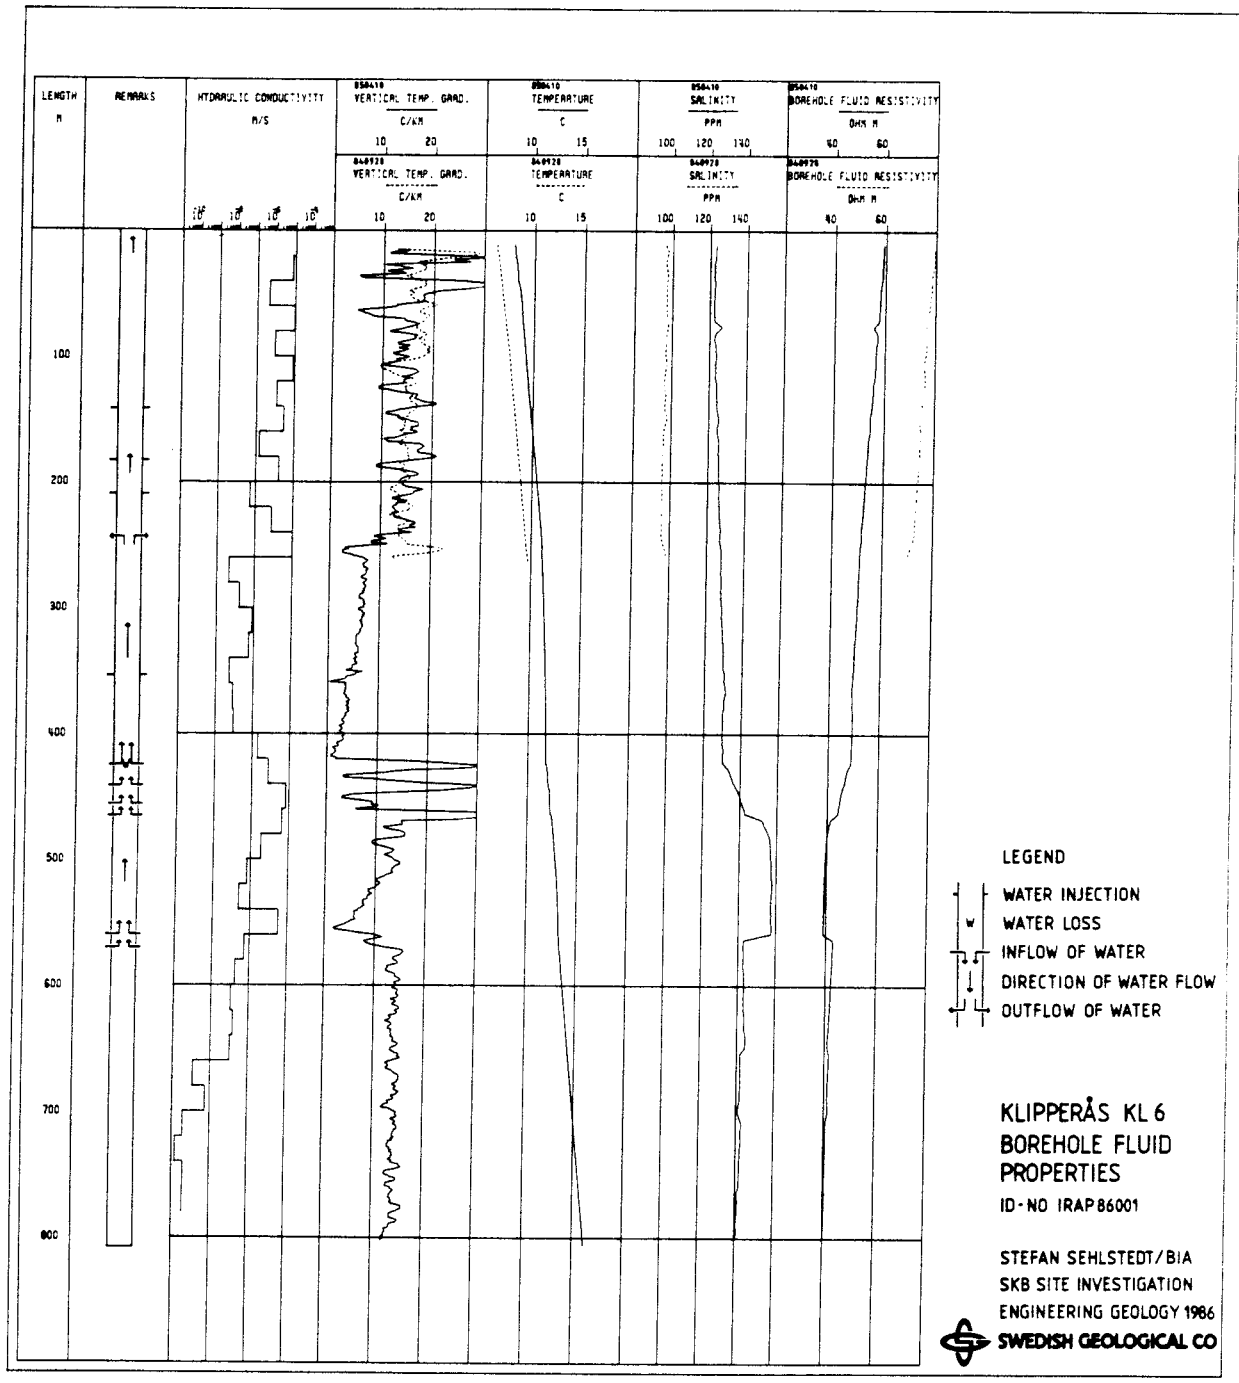 LENGTH
M
REMARKS
HYDRAULIC CONDUCTIVITY
M/S
850410
VERTICAL TEMP. GRAD.
C/KM
10 20
850410
TEMPERATURE
C
10 15
850410
SALINITY
PPM
100 120 140
850410
BOREHOLE FLUID RESISTIVITY
OHM M
40 60
840928
VERTICAL TEMP. GRAD.
C/KM
10 20
840928
TEMPERATURE
C
10 15
840928
SALINITY
PPM
100 120 140
840928
BOREHOLE FLUID RESISTIVITY
OHM M
40 60
100
200
300
400
500
600
700
800
LEGEND
WATER INJECTION
W WATER LOSS
INFLOW OF WATER
DIRECTION OF WATER FLOW
OUTFLOW OF WATER
KLIPPERÅS KL 6
BOREHOLE FLUID
PROPERTIES
ID-NO IRAP86001
STEFAN SEHLSTEDT/BIA
SKB SITE INVESTIGATION
ENGINEERING GEOLOGY 1986
SWEDISH GEOLOGICAL CO